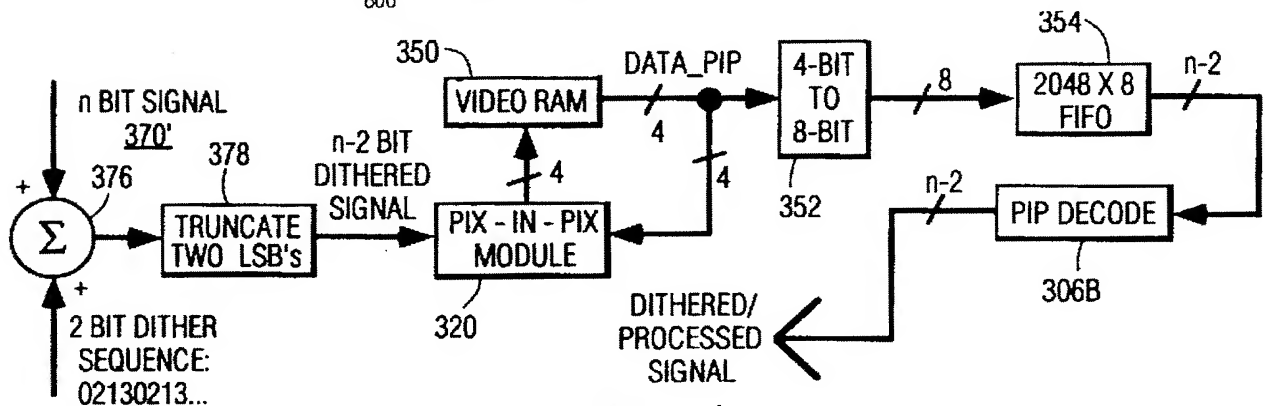 806
354
350
DATA_PIP
4-BIT
TO
8-BIT
8
2048 X 8
FIFO
n-2
VIDEO RAM
4
n BIT SIGNAL
370'
378
376
n-2 BIT
DITHERED
SIGNAL
4
4
352
n-2
PIP DECODE
+
Σ
TRUNCATE
TWO LSB's
PIX - IN - PIX
MODULE
306B
+
320
DITHERED/
PROCESSED
SIGNAL
2 BIT DITHER
SEQUENCE:
02130213...